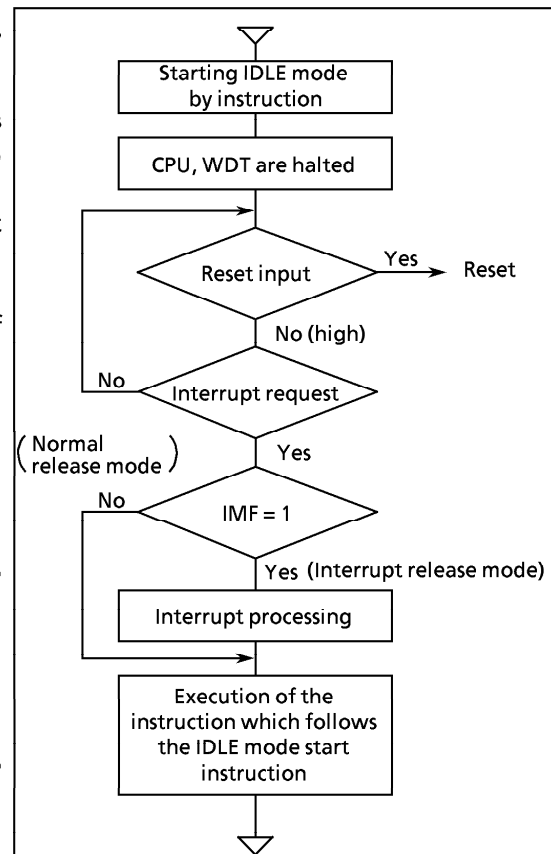 Starting IDLE mode
by instruction
CPU, WDT are halted
Reset input
Yes
Reset
No (high)
No
Interrupt request
(Normal
release mode)
Yes
No
IMF = 1
Yes (Interrupt release mode)
Interrupt processing
Execution of the
instruction which follows
the IDLE mode start
instruction